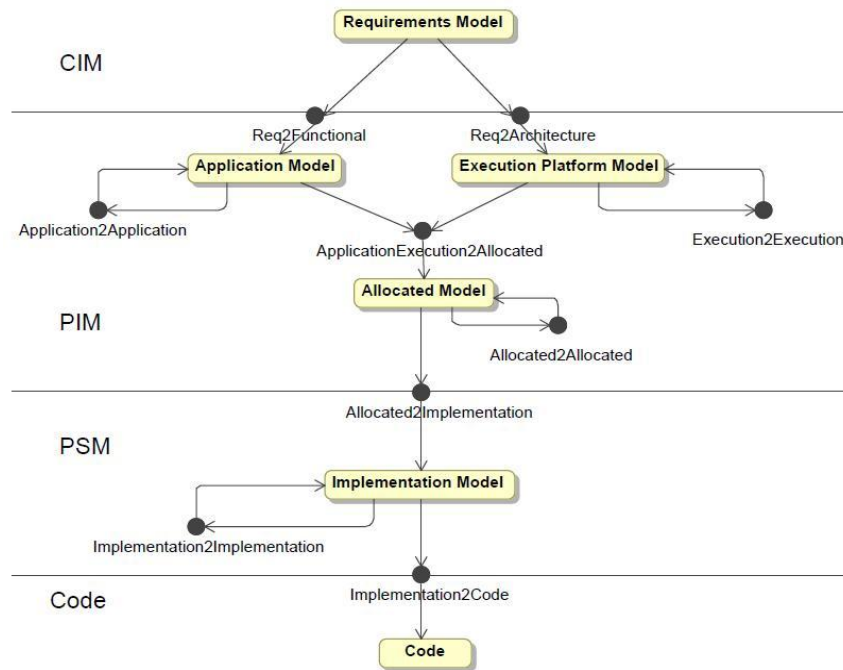 Requirements Model
CIM
Req2Functional
Req2Architecture
Application Model
Execution Platform Model
Application2Application
Execution2Execution
ApplicationExecution2Allocated
Allocated Model
PIM
Allocated2Allocated
Allocated2Implementation
PSM
Implementation Model
Implementation2Implementation
Code
Implementation2Code
Code